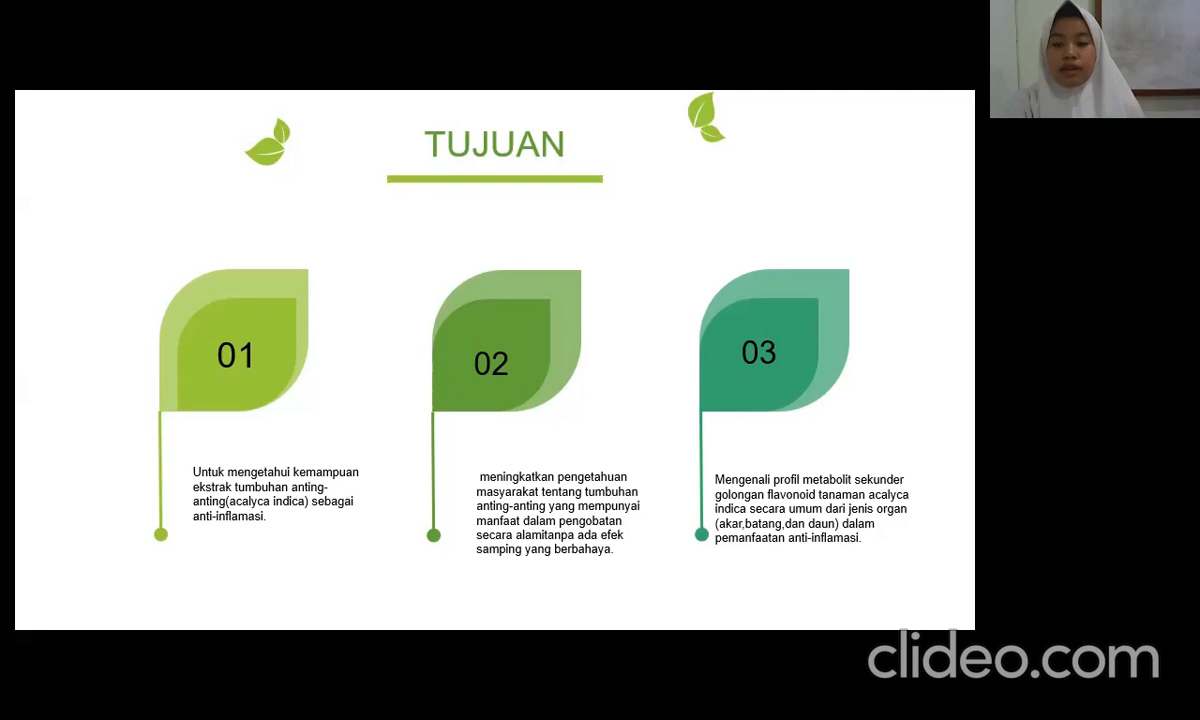 TUJUAN
01
02
03
Untuk mengetahui kemampuan
ekstrak tumbuhan anting-
anting(acalyca indica) sebagai
anti-inflamasi.
meningkatkan pengetahuan
masyarakat tentang tumbuhan
anting-anting yang mempunyai
manfaat dalam pengobatan
secara alamitanpa ada efek
samping yang berbahaya.
Mengenali profil metabolit sekunder
golongan flavonoid tanaman acalyca
indica secara umum dari jenis organ
(akar,batang,dan daun) dalam
pemanfaatan anti-inflamasi.
clideo.com